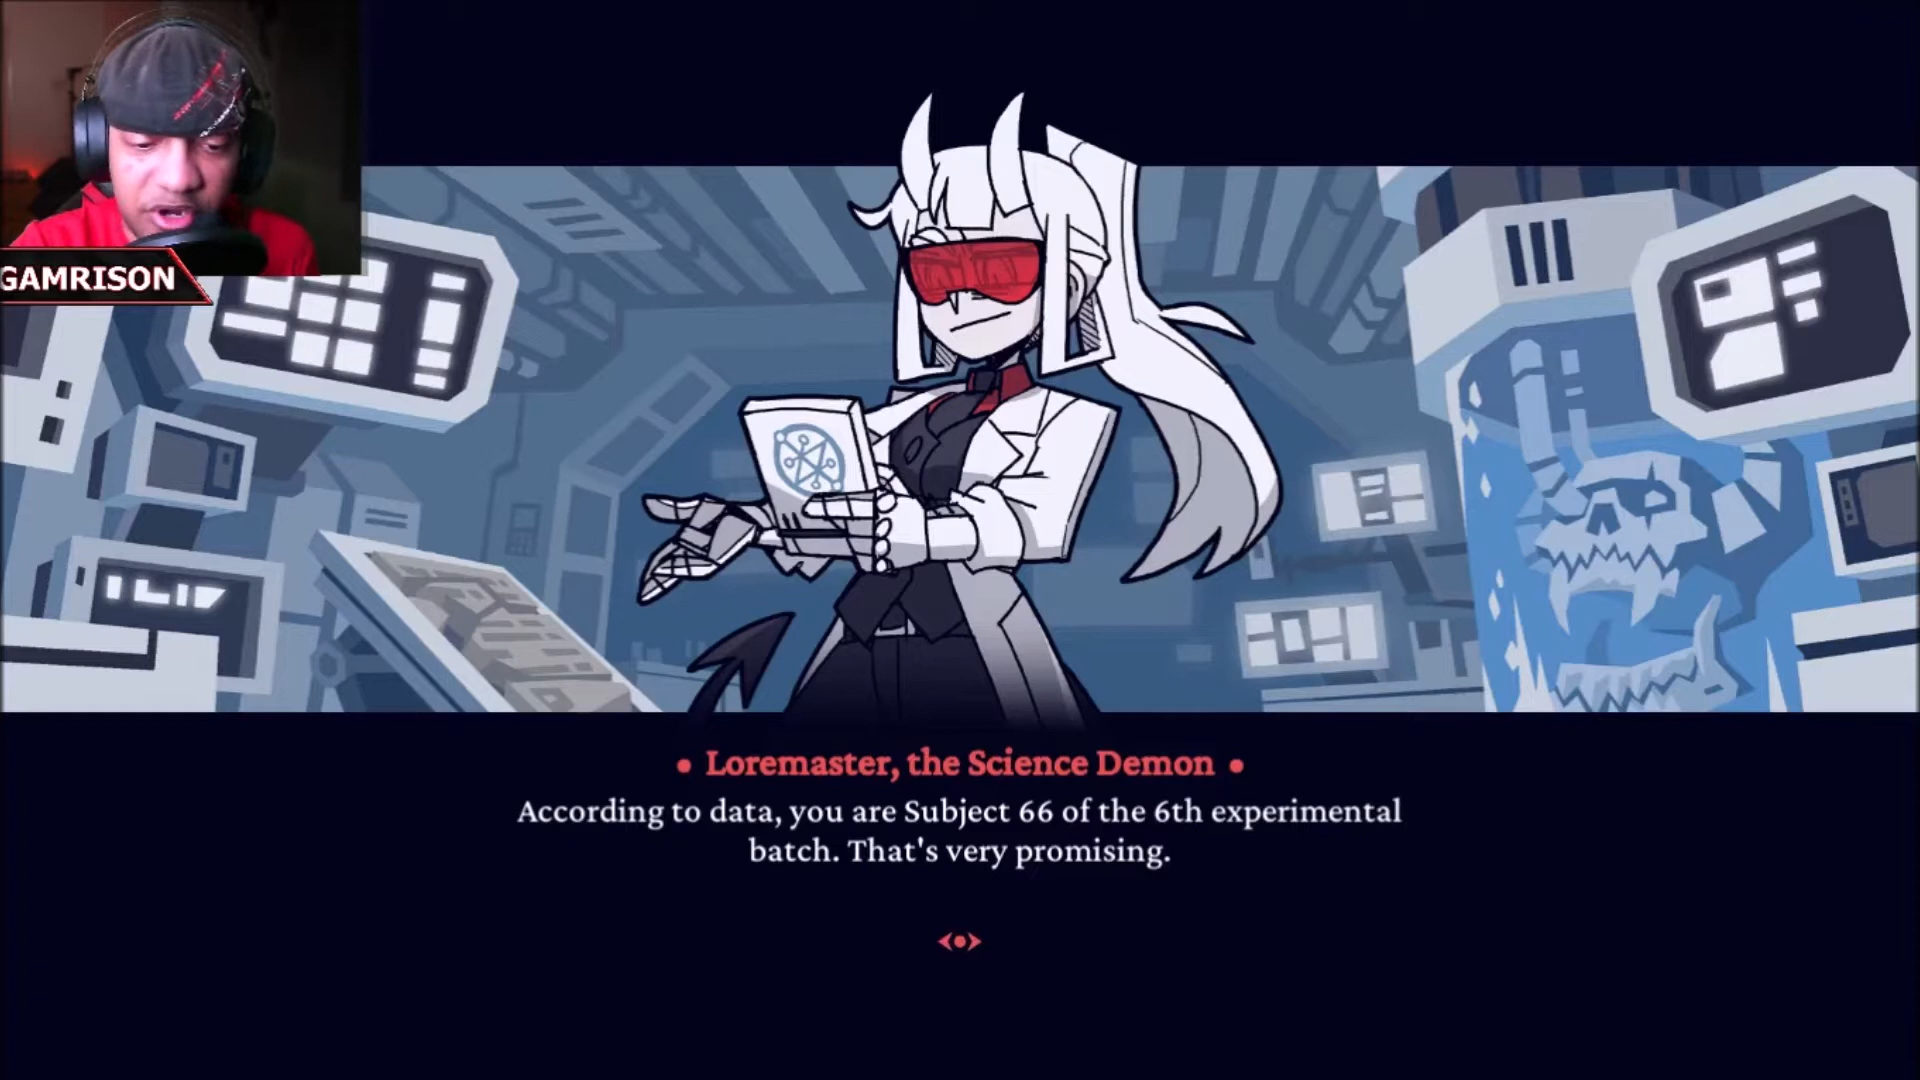 GAMRISON
• Loremaster, the Science Demon •
According to data, you are Subject 66 of the 6th experimental
batch. That's very promising.